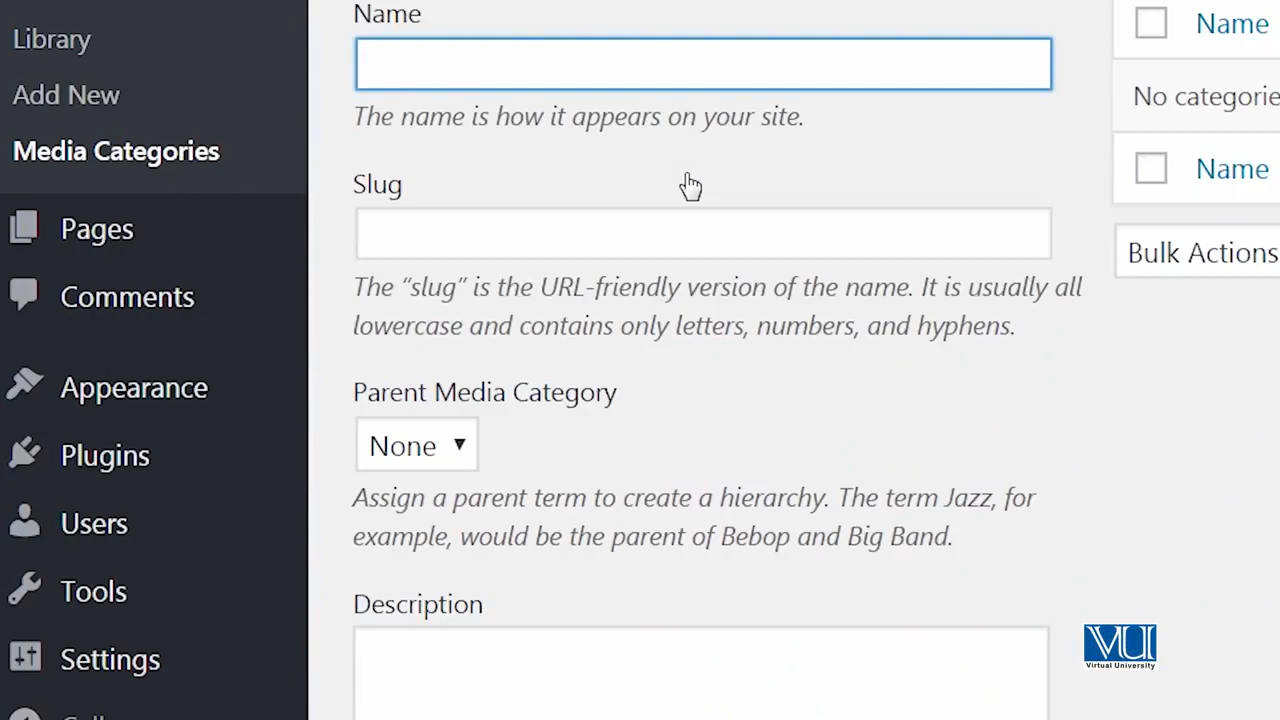 Library
Add New
Media Categories
Pages
Comments
Appearance
Plugins
Users
Tools
Settings
Name
The name is how it appears on your site.
Slug
The “slug” is the URL-friendly version of the name. It is usually all
lowercase and contains only letters, numbers, and hyphens.
Parent Media Category
None
Assign a parent term to create a hierarchy. The term Jazz, for
example, would be the parent of Bebop and Big Band.
Description
Name
No categorie
Name
Bulk Actions
VU
Virtual University